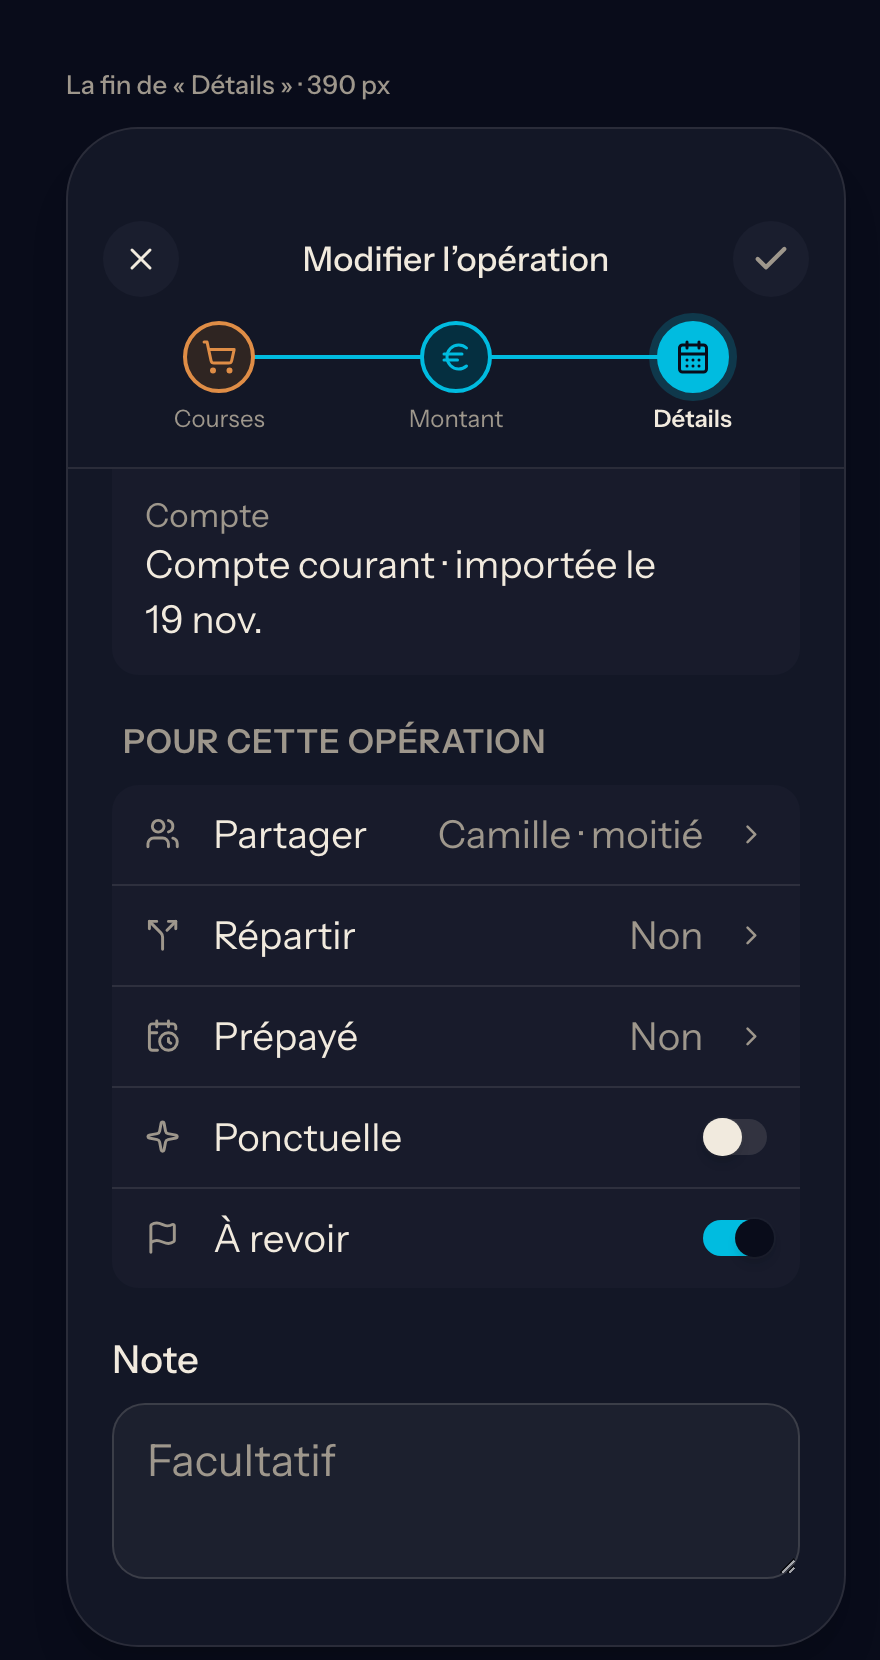 La fin de « Détails » · 390 px
Modifier l’opération
Courses
Montant
Détails
Compte
Compte courant · importée le
19 nov.
POUR CETTE OPÉRATION
Partager Camille · moitié
Répartir Non
Prépayé Non
Ponctuelle
À revoir
Note
Facultatif